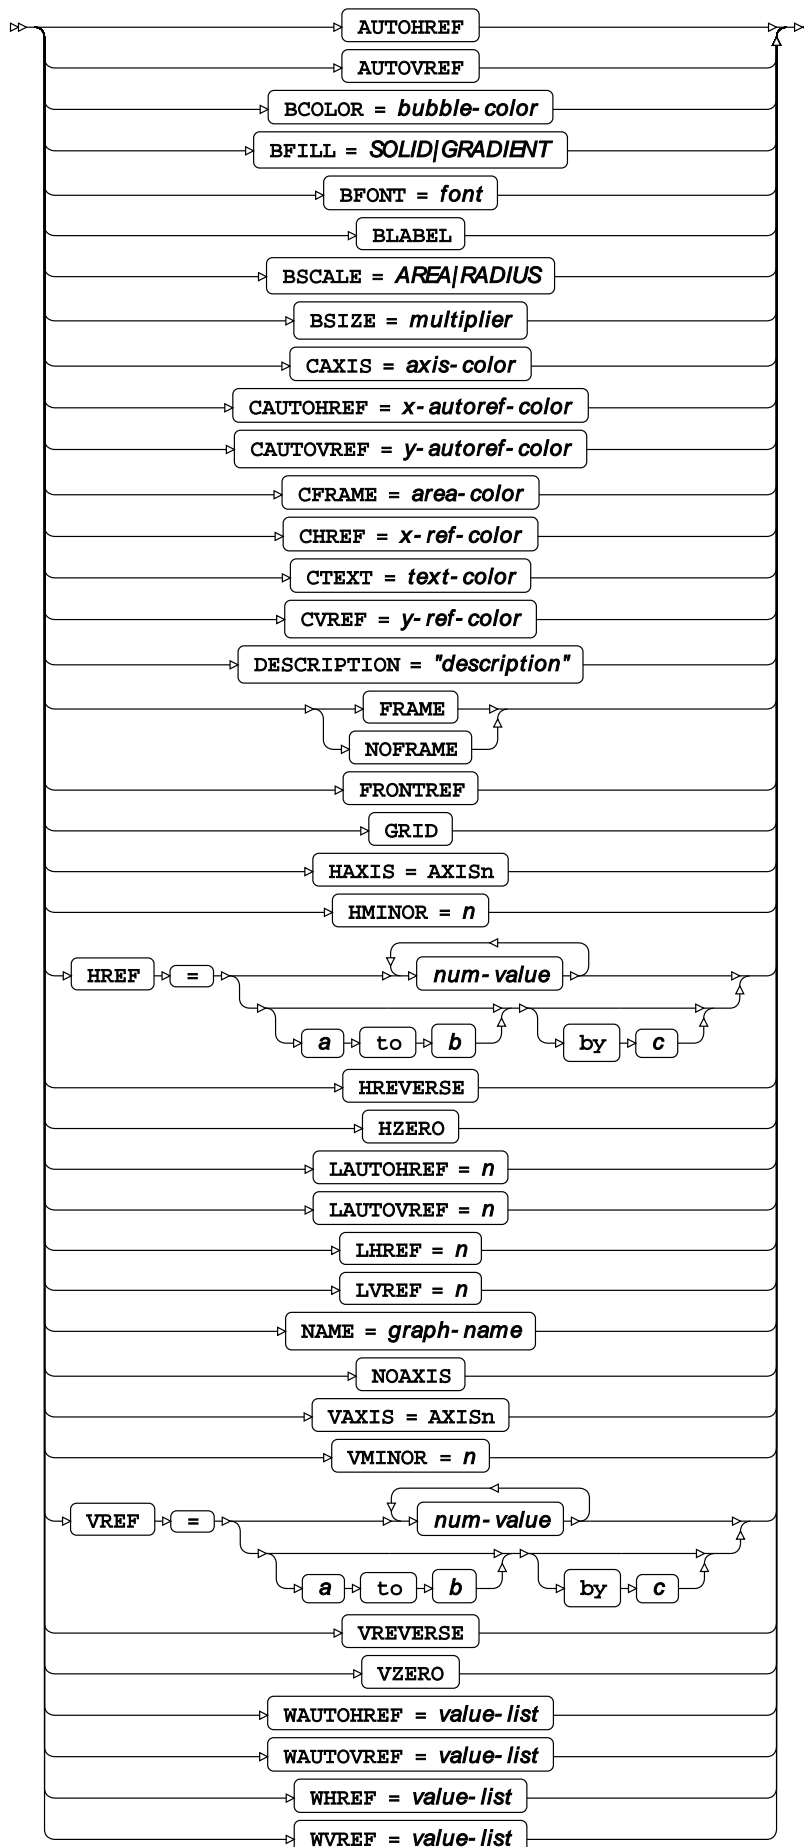 AUTOHREF
AUTOVREF
BCOLOR = bubble-color
BFILL = SOLID|GRADIENT
BFONT = font
BLABEL
BSCALE = AREA|RADIUS
BSIZE = multiplier
CAXIS = axis-color
CAUTOHREF = x-autoref-color
CAUTOVREF = y-autoref-color
CFRAME = area-color
CHREF = x-ref-color
CTEXT = text-color
CVREF = y-ref-color
DESCRIPTION = "description"
FRAME
NOFRAME
FRONTREF
GRID
HAXIS = AXISn
HMINOR = n
HREF = num-value
a to b by c
HREVERSE
HZERO
LAUTOHREF = n
LAUTOVREF = n
LHREF = n
LVREF = n
NAME = graph-name
NOAXIS
VAXIS = AXISn
VMINOR = n
VREF = num-value
a to b by c
VREVERSE
VZERO
WAUTOHREF = value-list
WAUTOVREF = value-list
WHREF = value-list
WVREF = value-list